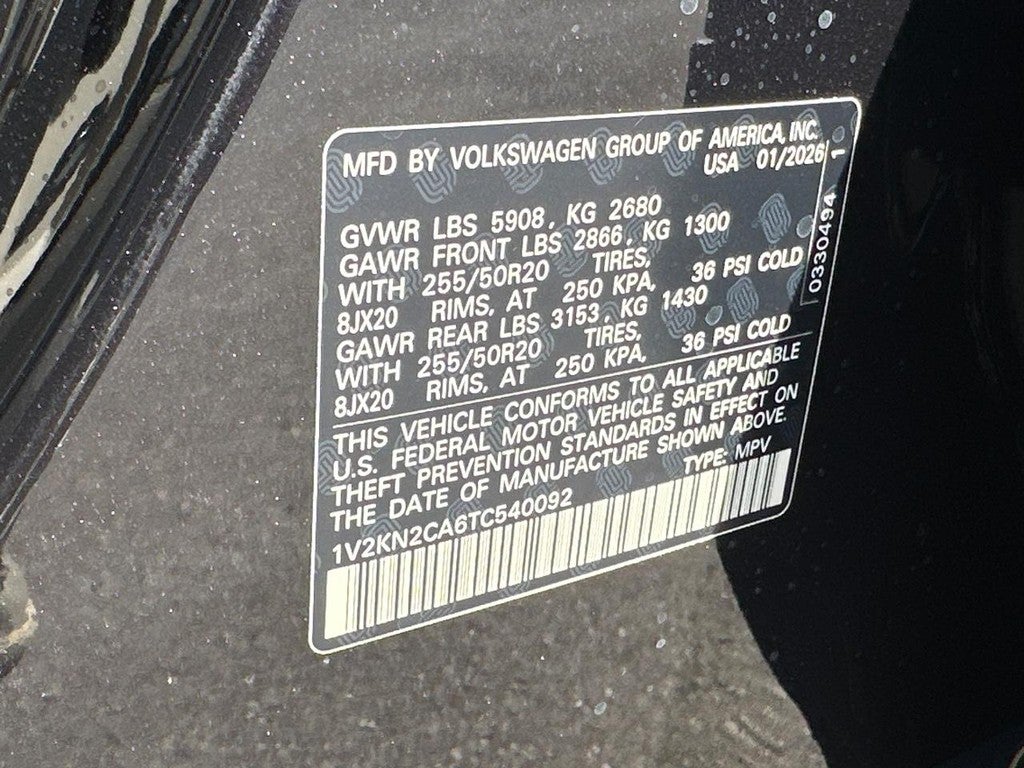 MFD BY VOLKSWAGEN GROUP OF AMERICA, INC.
USA 01/2026
GVWR LBS 5908, KG 2680
GAWR FRONT LBS 2866, KG 1300
WITH 255/50R20 TIRES,
8JX20 RIMS, AT 250 KPA, 36 PSI COLD
GAWR REAR LBS 3153, KG 1430
WITH 255/50R20 TIRES,
8JX20 RIMS, AT 250 KPA, 36 PSI COLD
THIS VEHICLE CONFORMS TO ALL APPLICABLE
U.S. FEDERAL MOTOR VEHICLE SAFETY AND
THEFT PREVENTION STANDARDS IN EFFECT ON
THE DATE OF MANUFACTURE SHOWN ABOVE.
TYPE: MPV
1V2KN2CA6TC540092
0330494 1